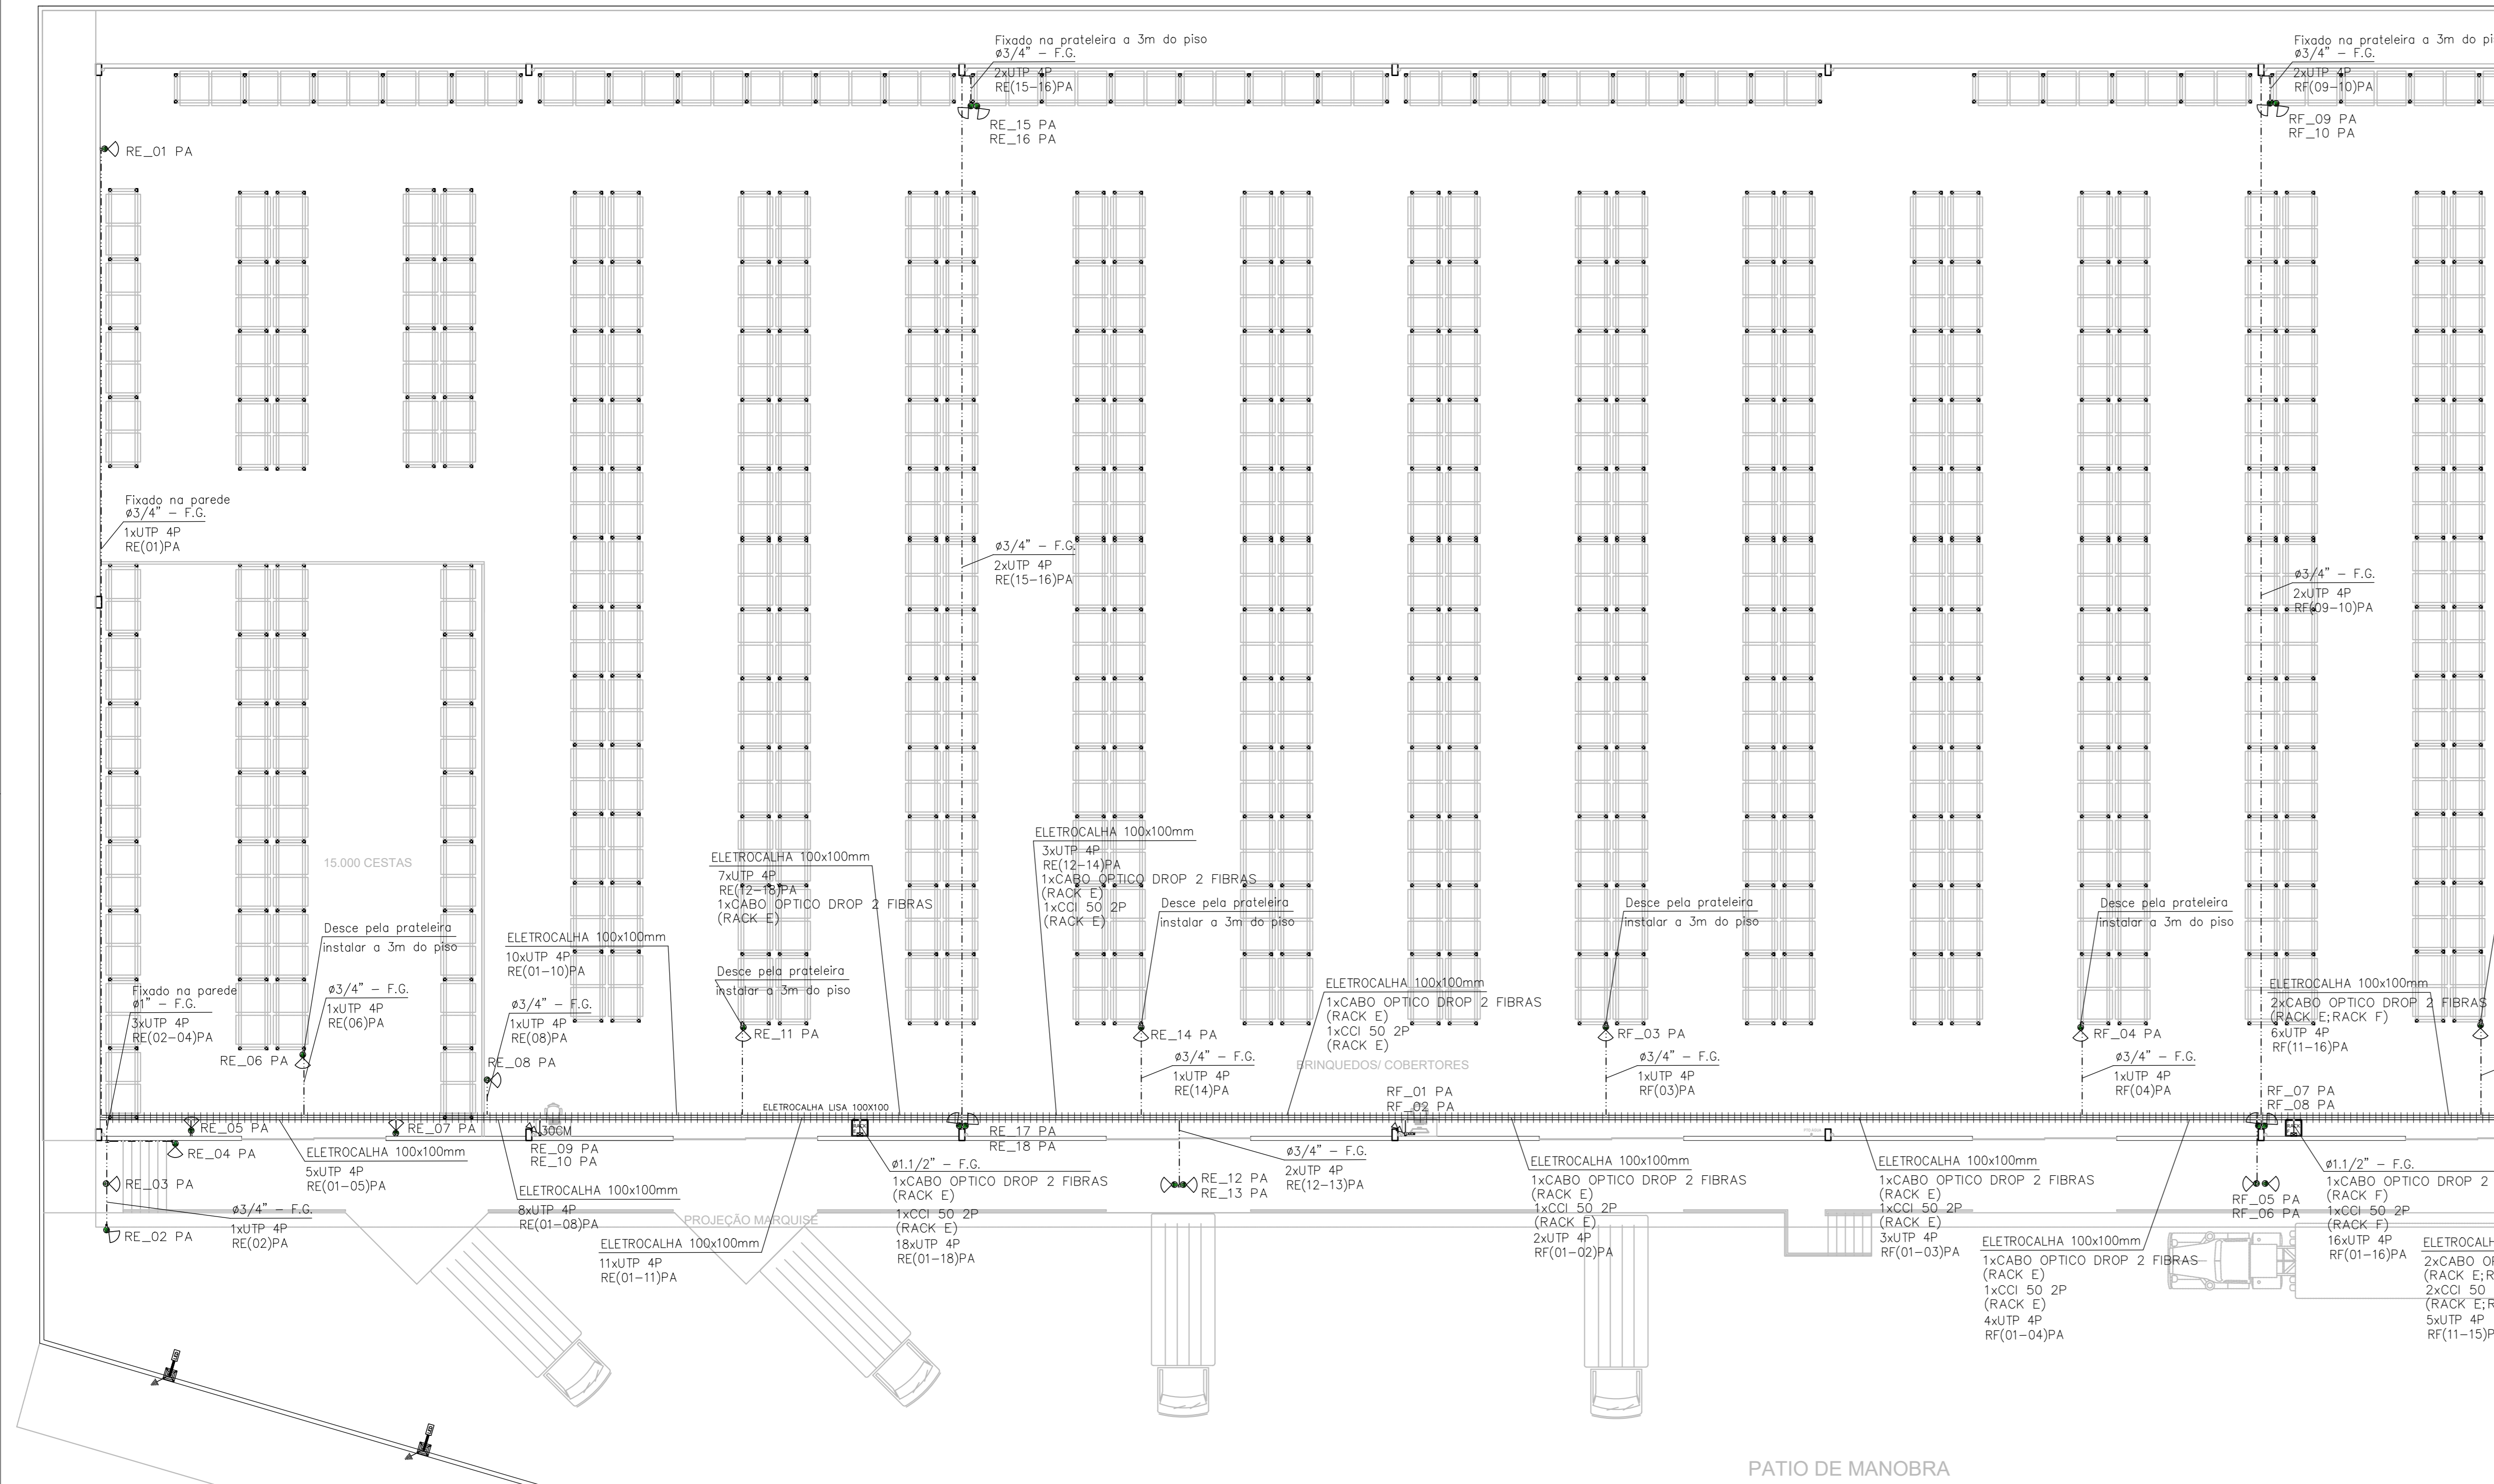 Fixado na prateleira a 3m do piso
ø3/4" - F.G.
2xUTP 4P
RE(15-16)PA
RE_15 PA
RE_16 PA
Fixado na prateleira a 3m do pi
ø3/4" - F.G.
2xUTP 4P
RF(09-10)PA
RF_09 PA
RF_10 PA
RE_01 PA
Fixado na parede
ø3/4" - F.G.
1xUTP 4P
RE(01)PA
ø3/4" - F.G.
2xUTP 4P
RE(15-16)PA
ø3/4" - F.G.
2xUTP 4P
RF(09-10)PA
15.000 CESTAS
ELETROCALHA 100x100mm
7xUTP 4P
RE(12-18)PA
1xCABO OPTICO DROP 2 FIBRAS
(RACK E)
ELETROCALHA 100x100mm
3xUTP 4P
RE(12-14)PA
1xCABO OPTICO DROP 2 FIBRAS
(RACK E)
1xCCI 50 2P
(RACK E)
Desce pela prateleira
instalar a 3m do piso
Desce pela prateleira
instalar a 3m do piso
Desce pela prateleira
instalar a 3m do piso
Desce pela prateleira
instalar a 3m do piso
ELETROCALHA 100x100mm
10xUTP 4P
RE(01-10)PA
Desce pela prateleira
instalar a 3m do piso
Fixado na parede
ø1" - F.G.
3xUTP 4P
RE(02-04)PA
ø3/4" - F.G.
1xUTP 4P
RE(06)PA
ø3/4" - F.G.
1xUTP 4P
RE(08)PA
ELETROCALHA 100x100mm
1xCABO OPTICO DROP 2 FIBRAS
(RACK E)
1xCCI 50 2P
(RACK E)
ELETROCALHA 100x100mm
2xCABO OPTICO DROP 2 FIBRAS
(RACK E;RACK F)
6xUTP 4P
RF(11-16)PA
RE_06 PA
RE_08 PA
RE_11 PA
RE_14 PA
RF_03 PA
RF_04 PA
ø3/4" - F.G.
1xUTP 4P
RE(14)PA
BRINQUEDOS/ COBERTORES
ø3/4" - F.G.
1xUTP 4P
RF(03)PA
ø3/4" - F.G.
1xUTP 4P
RF(04)PA
RF_01 PA
RF_02 PA
RF_07 PA
RF_08 PA
ELETROCALHA LISA 100X100
RE_05 PA
RE_07 PA
30CM
RE_09 PA
RE_10 PA
RE_17 PA
RE_18 PA
RE_04 PA
RE_03 PA
RE_02 PA
ELETROCALHA 100x100mm
5xUTP 4P
RE(01-05)PA
ø3/4" - F.G.
1xUTP 4P
RE(02)PA
ELETROCALHA 100x100mm
8xUTP 4P
RE(01-08)PA
PROJEÇÃO MARQUISE
ELETROCALHA 100x100mm
11xUTP 4P
RE(01-11)PA
ø1.1/2" - F.G.
1xCABO OPTICO DROP 2 FIBRAS
(RACK E)
1xCCI 50 2P
(RACK E)
18xUTP 4P
RE(01-18)PA
RE_12 PA
RE_13 PA
ø3/4" - F.G.
2xUTP 4P
RE(12-13)PA
ELETROCALHA 100x100mm
1xCABO OPTICO DROP 2 FIBRAS
(RACK E)
1xCCI 50 2P
(RACK E)
2xUTP 4P
RF(01-02)PA
ELETROCALHA 100x100mm
1xCABO OPTICO DROP 2 FIBRAS
(RACK E)
1xCCI 50 2P
(RACK E)
3xUTP 4P
RF(01-03)PA
ELETROCALHA 100x100mm
1xCABO OPTICO DROP 2 FIBRAS
(RACK E)
1xCCI 50 2P
(RACK E)
4xUTP 4P
RF(01-04)PA
RF_05 PA
RF_06 PA
ø1.1/2" - F.G.
1xCABO OPTICO DROP 2
(RACK F)
1xCCI 50 2P
(RACK F)
16xUTP 4P
RF(01-16)PA
ELETROCALH
2xCABO OP
(RACK E;R
2xCCI 50
(RACK E;R
5xUTP 4P
RF(11-15)P
PATIO DE MANOBRA